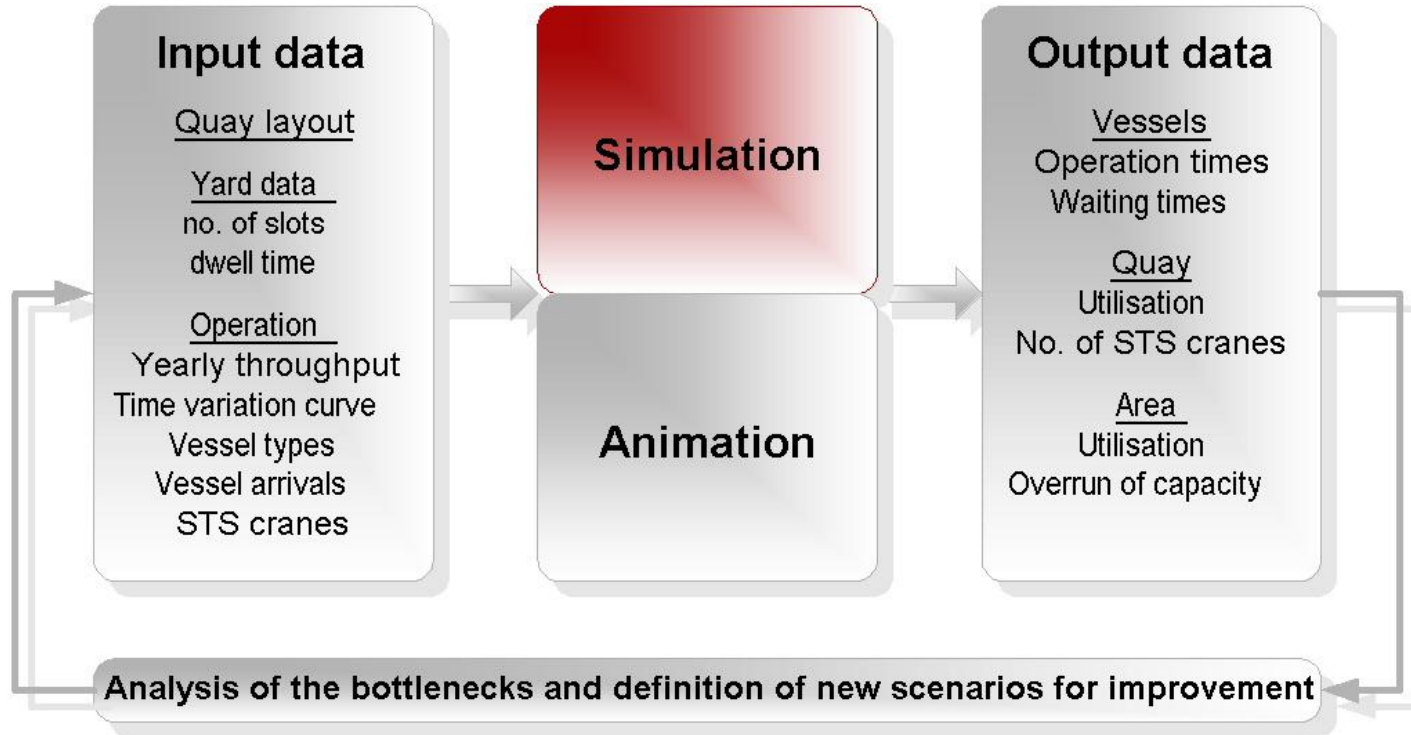 Input data
Quay layout
Yard data
no. of slots
dwell time
Operation
Yearly throughput
Time variation curve
Vessel types
Vessel arrivals
STS cranes
Simulation
Animation
Output data
Vessels
Operation times
Waiting times
Quay
Utilisation
No. of STS cranes
Area
Utilisation
Overrun of capacity
Analysis of the bottlenecks and definition of new scenarios for improvement